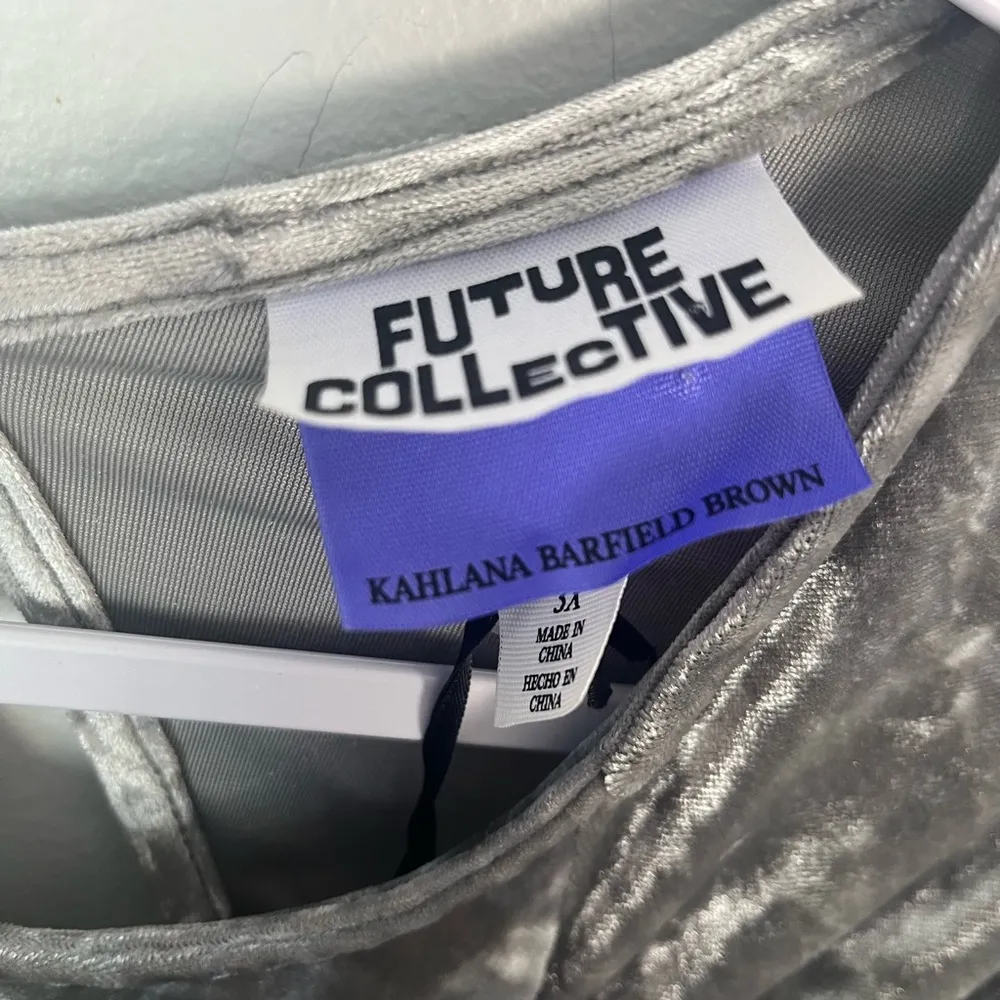 FUTURE
COLLECTIVE
KAHLANA BARFIELD BROWN
MADE IN
CHINA
HECHO EN
CHINA